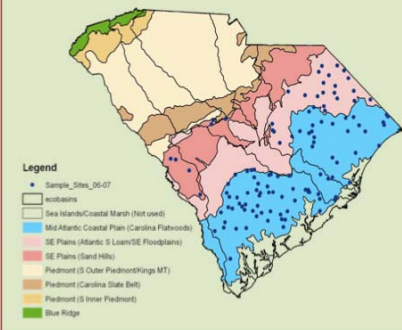 Legend
Sample_Sites_06-07
ecobasins
Sea Islands/Coastal Marsh (Not used)
Mid Atlantic Coastal Plain (Carolina Flatwoods)
SE Plains (Atlantic S Loam/SE Floodplains)
SE Plains (Sand Hills)
Piedmont (S Outer Piedmont/Kings MT)
Piedmont (Carolina Slate Belt)
Piedmont (S Inner Piedmont)
Blue Ridge